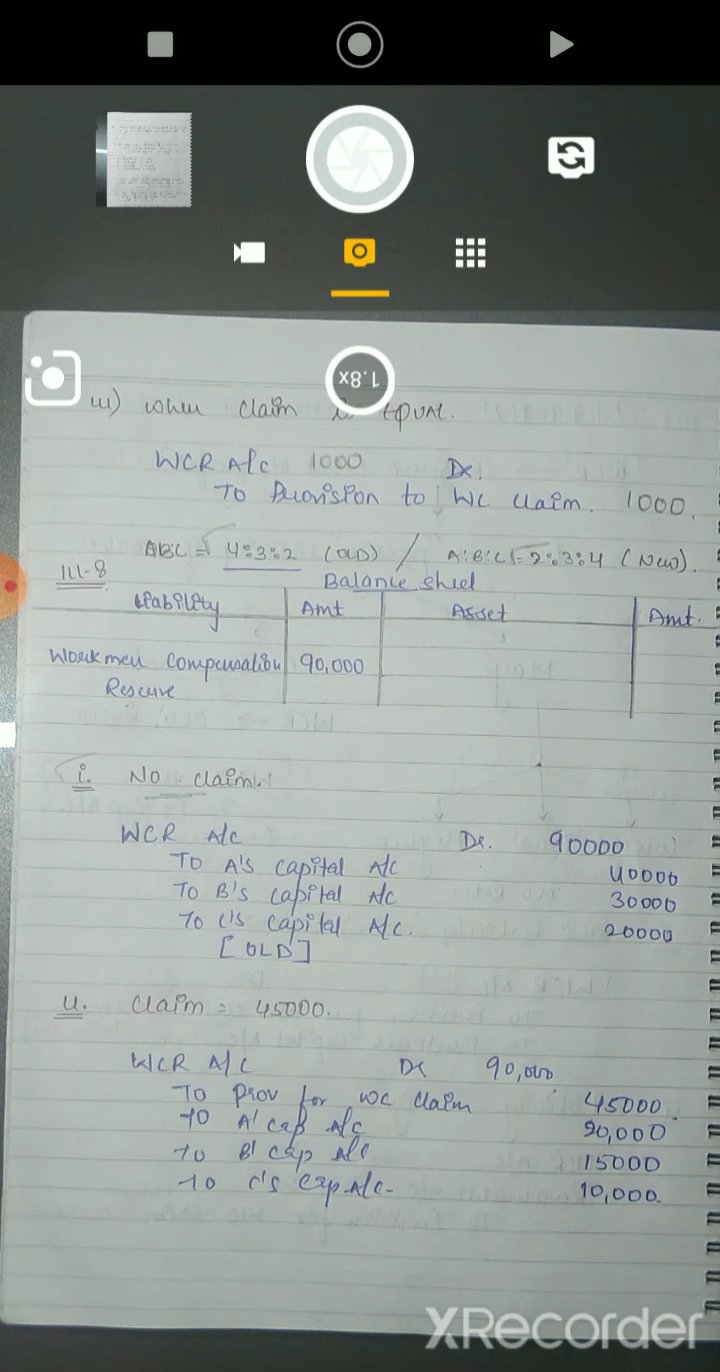 1.8x
iii) when claim is EQUAL.
WCR A/c 1000 Dr.
To Provision to WC claim. 1000.
ABC = 4:3:2 (OLD) / A:B:C = 2:3:4 (New).
Ill-8. Balance sheet
Liability Amt Asset Amt.
Workmen Compensation 90,000
Reserve
i. No claim.
WCR A/c Dr. 90000
To A's capital A/c 40000
To B's capital A/c 30000
To C's capital A/c. 20000
[OLD]
ii. Claim = 45000.
WCR A/C Dr 90,000
To prov for wc claim 45000
To A' cap A/c 20,000
To B' cap A/c 15000
To C's cap A/c- 10,000.
XRecorder